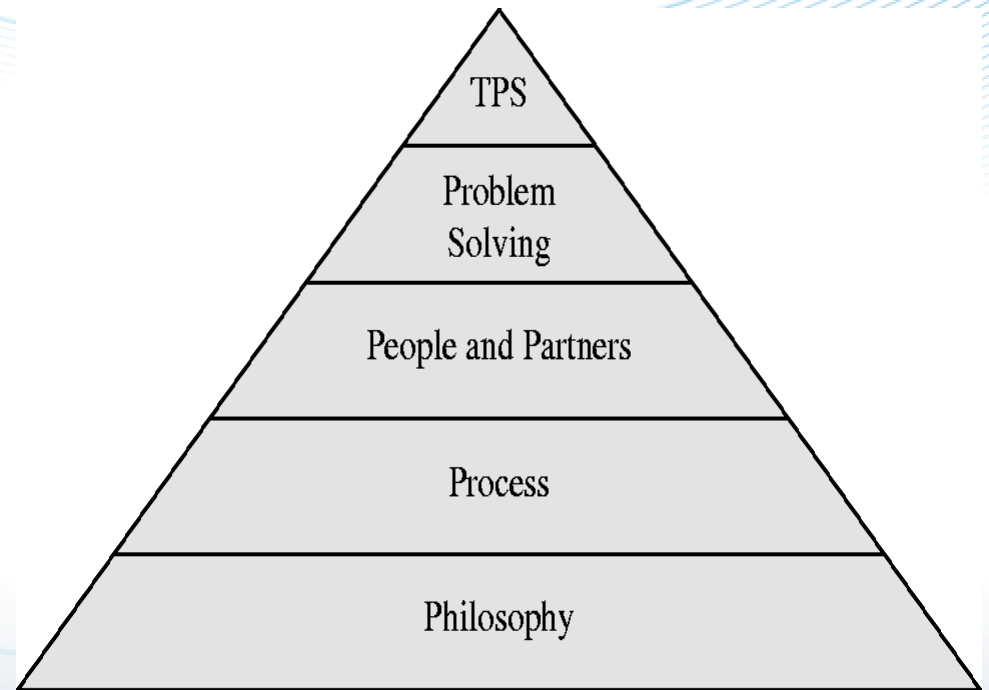 TPS
Problem
Solving
People and Partners
Process
Philosophy